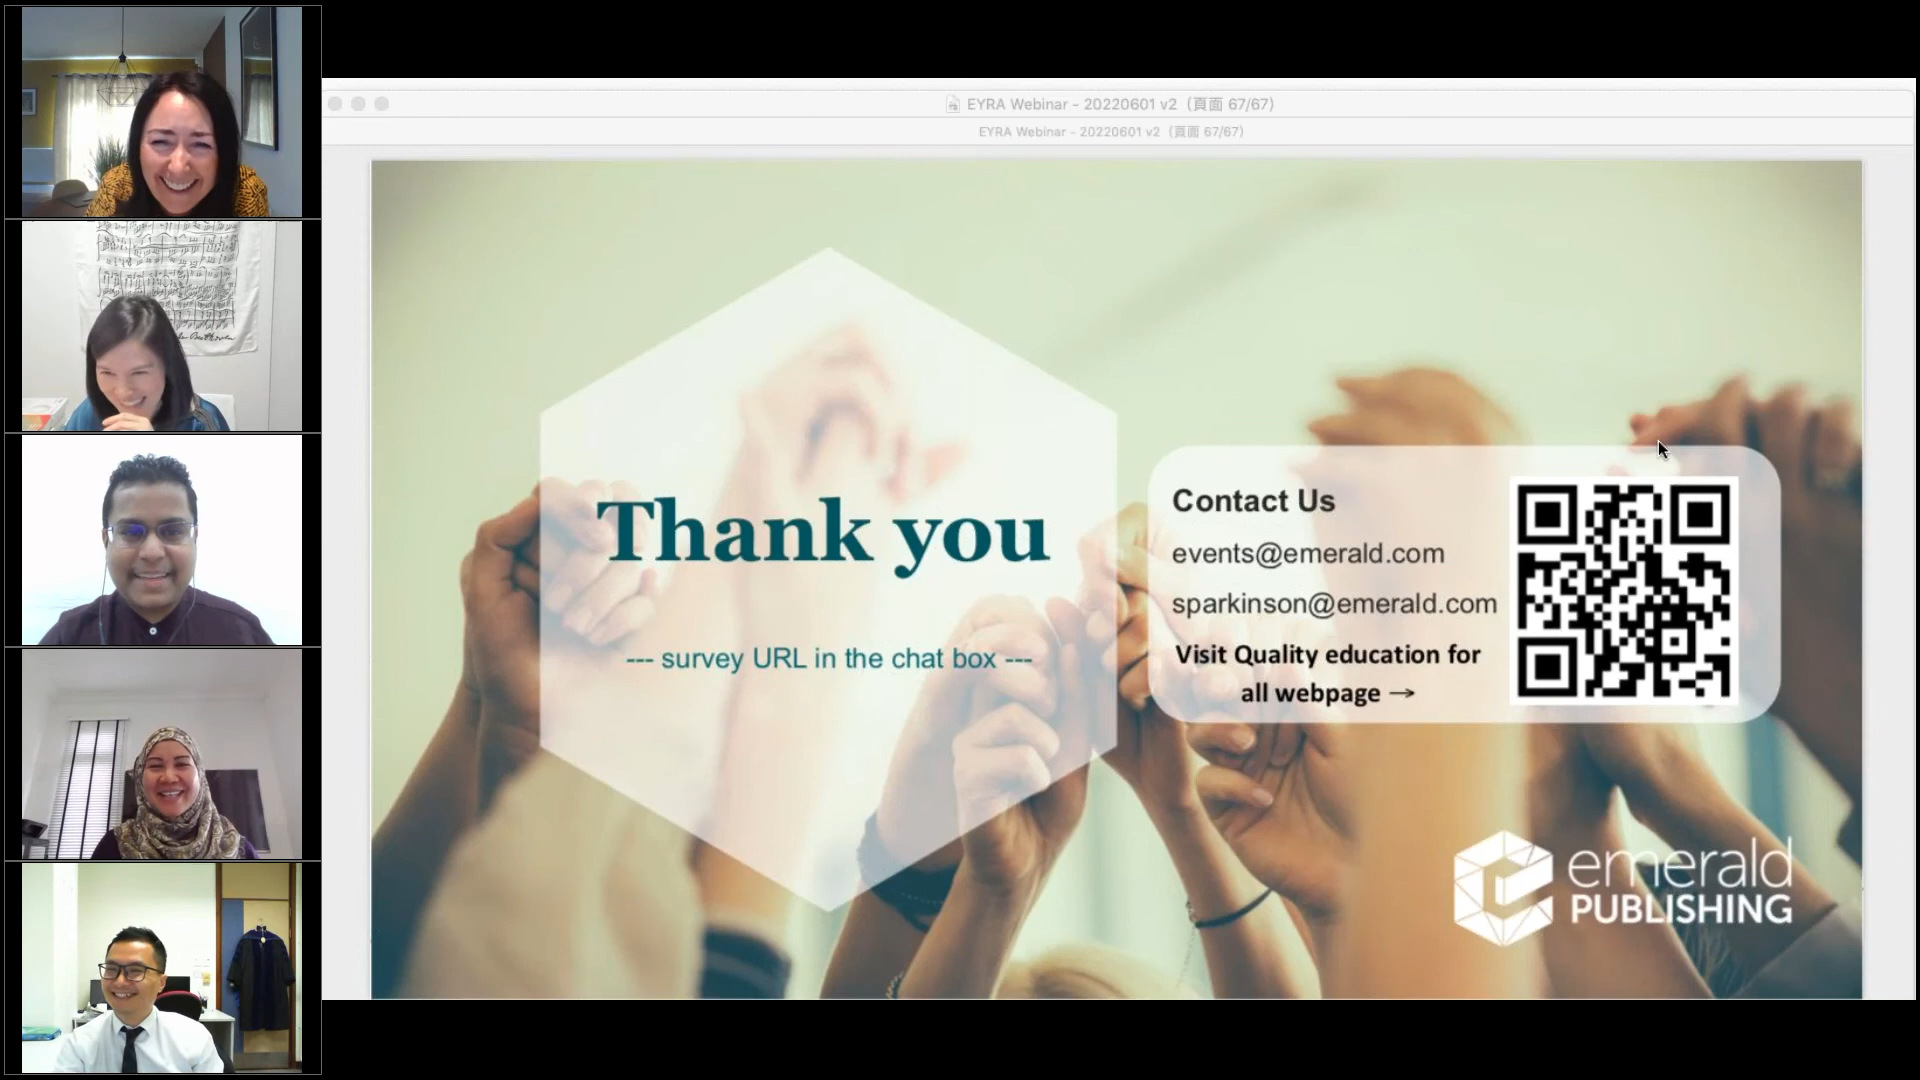 EYRA Webinar - 20220601 v2（頁面 67/67）
EYRA Webinar - 20220601 v2（頁面 67/67）
Thank you
--- survey URL in the chat box ---
Contact Us
events@emerald.com
sparkinson@emerald.com
Visit Quality education for
all webpage →
emerald
PUBLISHING